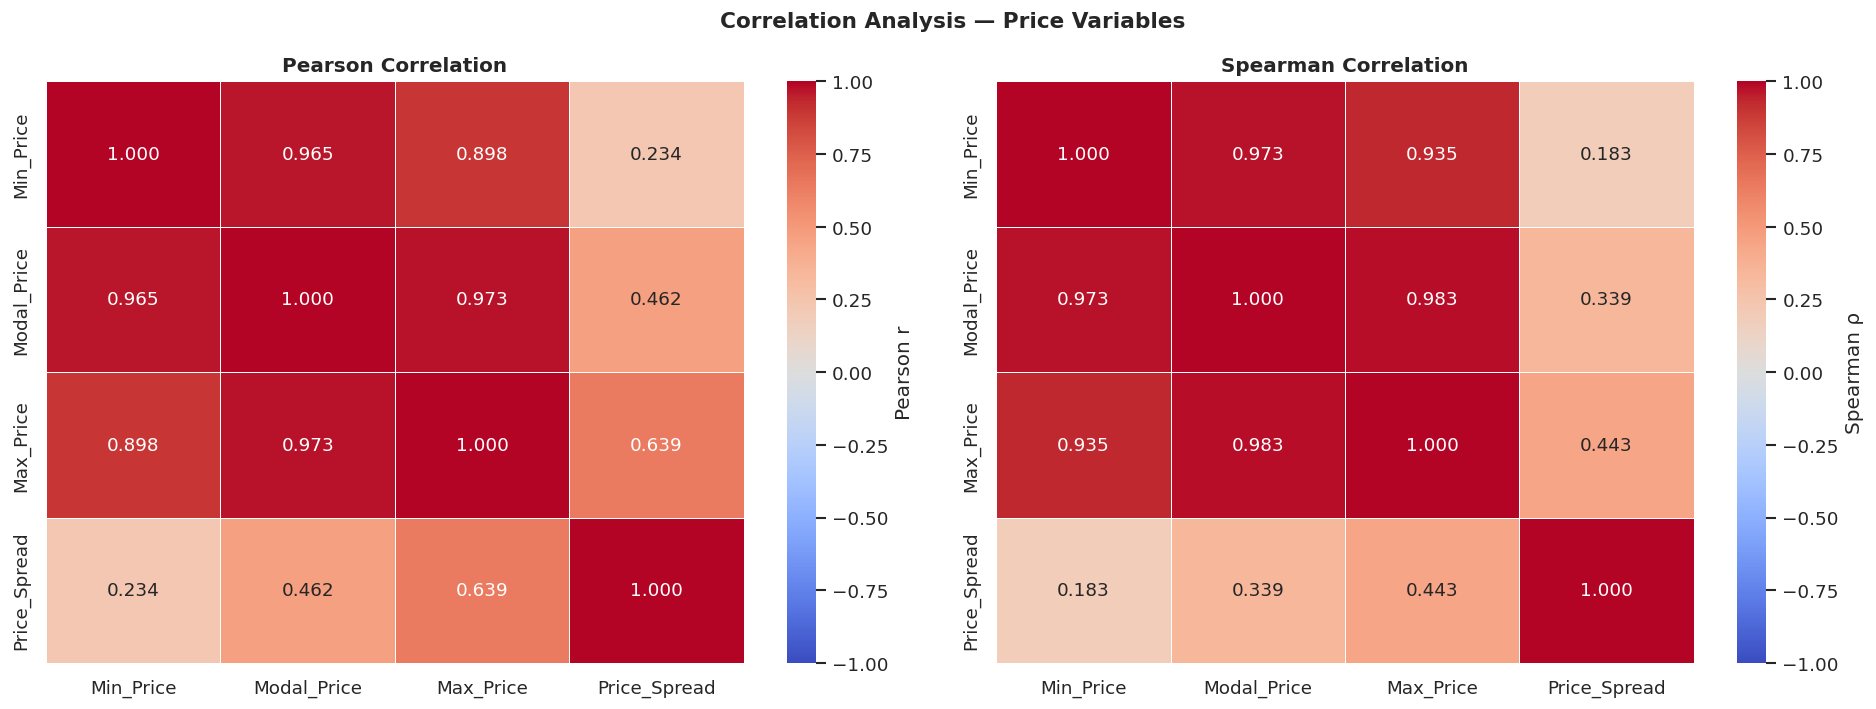 Correlation Analysis — Price Variables
Pearson Correlation
Min_Price 1.000 0.965 0.898 0.234
Modal_Price 0.965 1.000 0.973 0.462
Max_Price 0.898 0.973 1.000 0.639
Price_Spread 0.234 0.462 0.639 1.000
Min_Price Modal_Price Max_Price Price_Spread
1.00
0.75
0.50
0.25
0.00
−0.25
−0.50
−0.75
−1.00
Pearson r
Spearman Correlation
Min_Price 1.000 0.973 0.935 0.183
Modal_Price 0.973 1.000 0.983 0.339
Max_Price 0.935 0.983 1.000 0.443
Price_Spread 0.183 0.339 0.443 1.000
Min_Price Modal_Price Max_Price Price_Spread
1.00
0.75
0.50
0.25
0.00
−0.25
−0.50
−0.75
−1.00
Spearman ρ